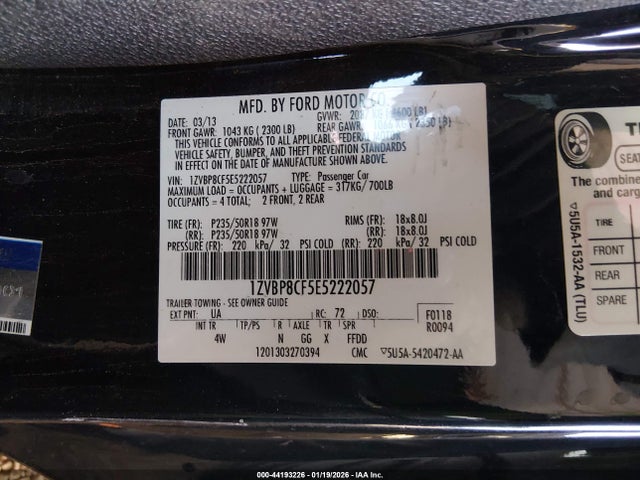 MFD. BY FORD MOTOR CO.
DATE: 03/13
GVWR:
FRONT GAWR: 1043 KG ( 2300 LB)
REAR GAWR:
THIS VEHICLE CONFORMS TO ALL APPLICABLE FEDERAL MOTOR
VEHICLE SAFETY, BUMPER, AND THEFT PREVENTION STANDARDS
IN EFFECT ON THE DATE OF MANUFACTURE SHOWN ABOVE.
VIN: 1ZVBP8CF5E5222057 TYPE: Passenger Car
MAXIMUM LOAD = OCCUPANTS + LUGGAGE = 317KG/700LB
OCCUPANTS = 4 TOTAL; 2 FRONT, 2 REAR
TIRE (FR): P235/50R18 97W RIMS (FR): 18x8.0J
(RR): P235/50R18 97W (RR): 18x8.0J
PRESSURE (FR): 220 kPa/ 32 PSI COLD (RR): 220 kPa/ 32 PSI COLD
1ZVBP8CF5E5222057
TRAILER TOWING - SEE OWNER GUIDE
EXT PNT: UA RC: 72 DSO: F0118
R0094
INT TR TP/PS R AXLE TR SPR
4W N GG X FFDD
1201303270394 CMC ▽5U5A-5420472-AA
SEAT
The combine
and carg
TIRE
FRONT
REAR
SPARE
▽5U5A-1532-AA (TLU)
000-44193226 - 01/19/2026 - IAA Inc.